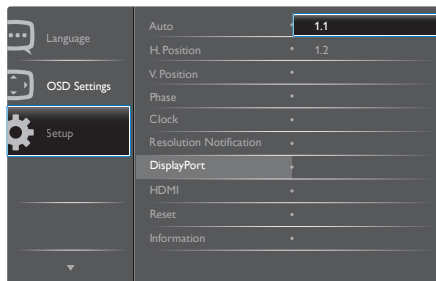 Language
OSD Settings
Setup
Auto
H. Position
V. Position
Phase
Clock
Resolution Notification
DisplayPort
HDMI
Reset
Information
1.1
1.2